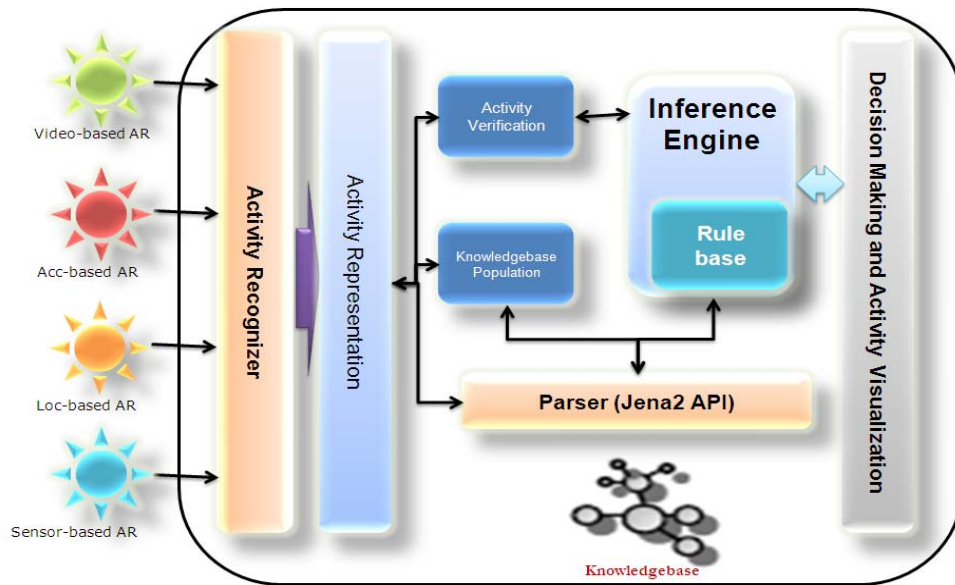 Video-based AR
Acc-based AR
Loc-based AR
Sensor-based AR
Activity Recognizer
Activity Representation
Activity
Verification
Knowledgebase
Population
Inference
Engine
Rule
base
Parser (Jena2 API)
Knowledgebase
Decision Making and Activity Visualization